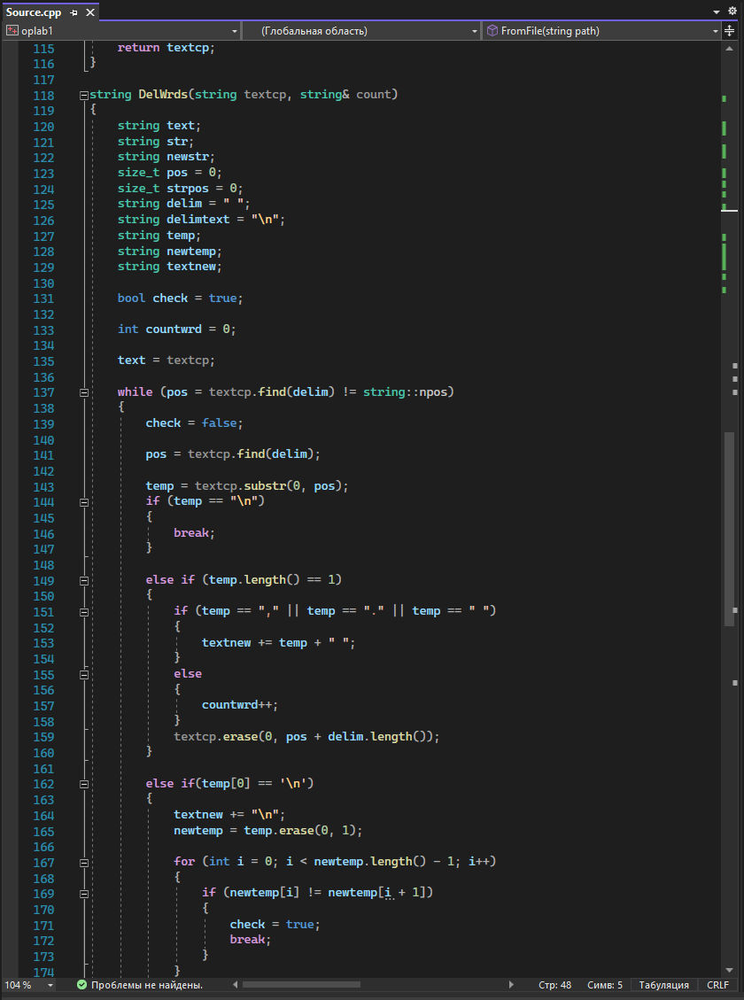 Source.cpp
oplab1 (Глобальная область) FromFile(string path)
115 return textcp;
116 }
117
118 string DelWrds(string textcp, string& count)
119 {
120 string text;
121 string str;
122 string newstr;
123 size_t pos = 0;
124 size_t strpos = 0;
125 string delim = " ";
126 string delimtext = "\n";
127 string temp;
128 string newtemp;
129 string textnew;
130
131 bool check = true;
132
133 int countwrd = 0;
134
135 text = textcp;
136
137 while (pos = textcp.find(delim) != string::npos)
138 {
139 check = false;
140
141 pos = textcp.find(delim);
142
143 temp = textcp.substr(0, pos);
144 if (temp == "\n")
145 {
146 break;
147 }
148
149 else if (temp.length() == 1)
150 {
151 if (temp == "," || temp == "." || temp == " ")
152 {
153 textnew += temp + " ";
154 }
155 else
156 {
157 countwrd++;
158 }
159 textcp.erase(0, pos + delim.length());
160 }
161
162 else if(temp[0] == '\n')
163 {
164 textnew += "\n";
165 newtemp = temp.erase(0, 1);
166
167 for (int i = 0; i < newtemp.length() - 1; i++)
168 {
169 if (newtemp[i] != newtemp[i + 1])
170 {
171 check = true;
172 break;
173 }
174 }
104 % Проблемы не найдены. Стр: 48 Симв: 5 Табуляция CRLF